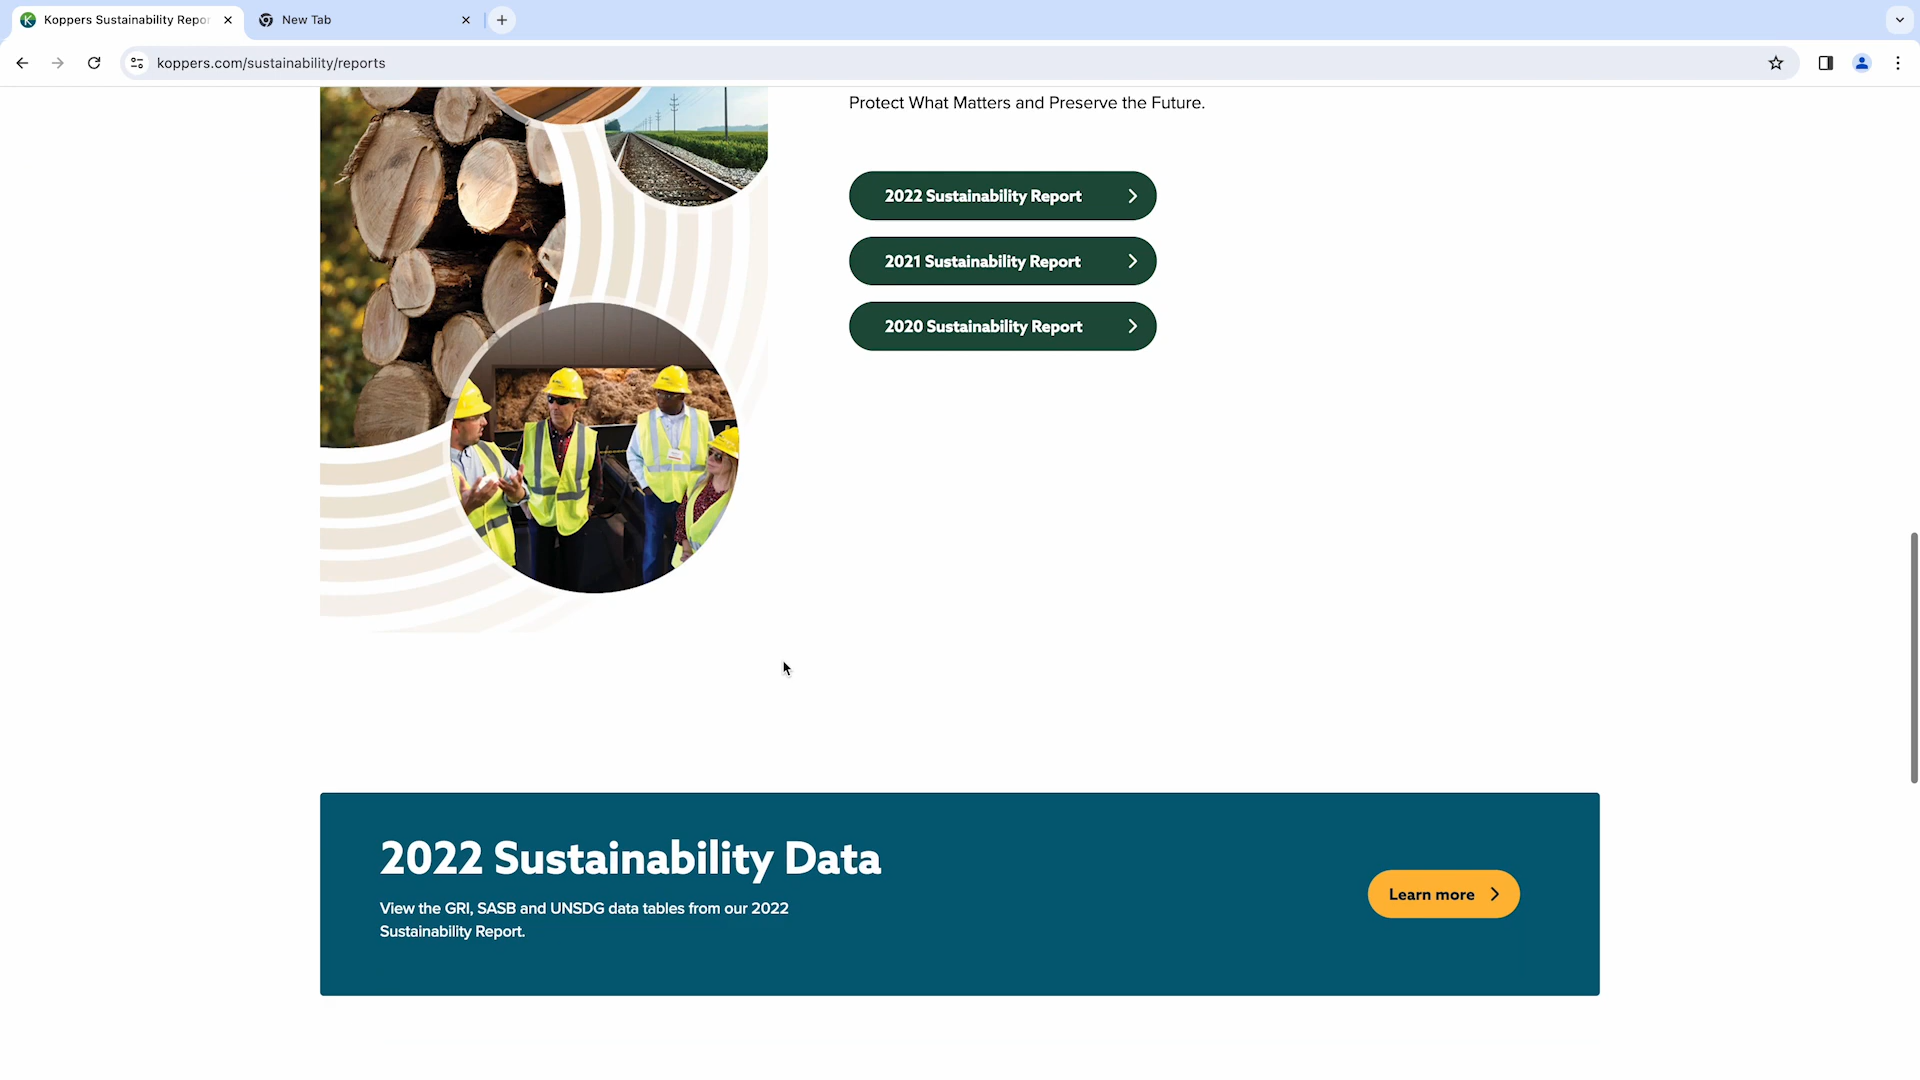 Koppers Sustainability Repor
New Tab
koppers.com/sustainability/reports
Protect What Matters and Preserve the Future.
2022 Sustainability Report
2021 Sustainability Report
2020 Sustainability Report
2022 Sustainability Data
View the GRI, SASB and UNSDG data tables from our 2022
Sustainability Report.
Learn more